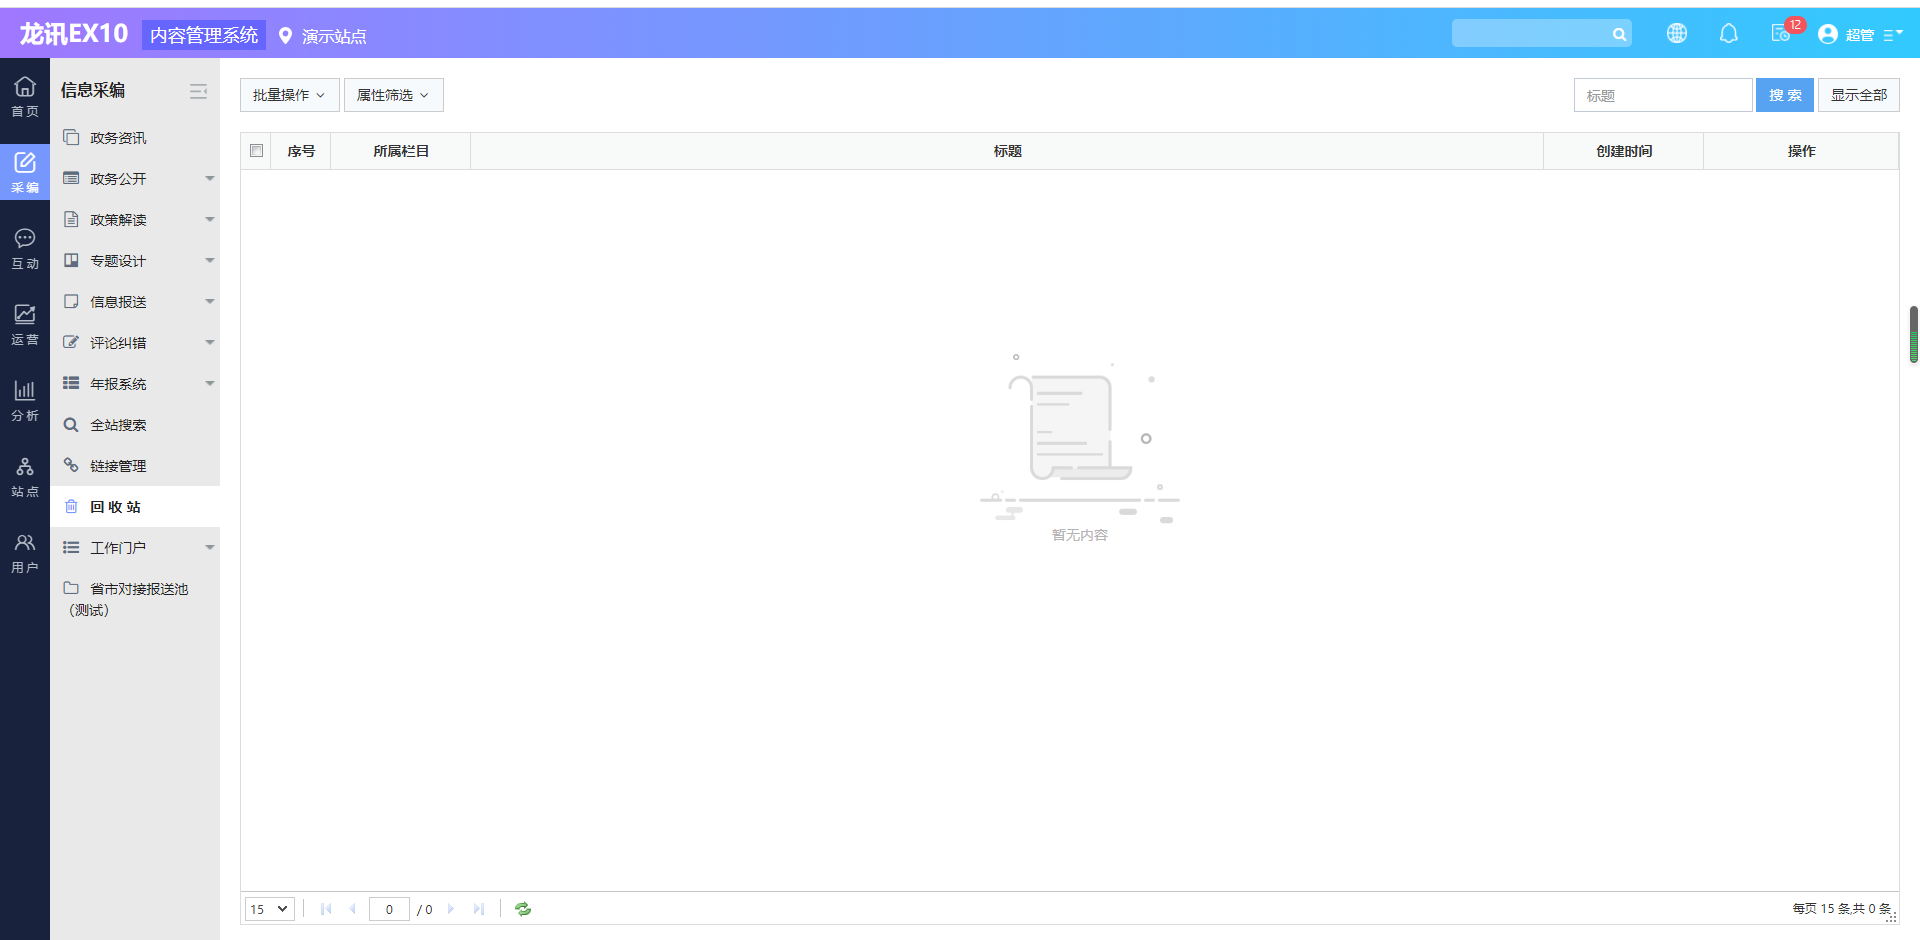 龙讯EX10 内容管理系统 演示站点 12 超管
首页
采编
互动
运营
分析
站点
用户
信息采编
政务资讯
政务公开
政策解读
专题设计
信息报送
评论纠错
年报系统
全站搜索
链接管理
回收站
工作门户
省市对接报送池
（测试）
批量操作 属性筛选 标题 搜索 显示全部
序号 所属栏目 标题 创建时间 操作
暂无内容
15 0 / 0 每页 15 条,共 0 条